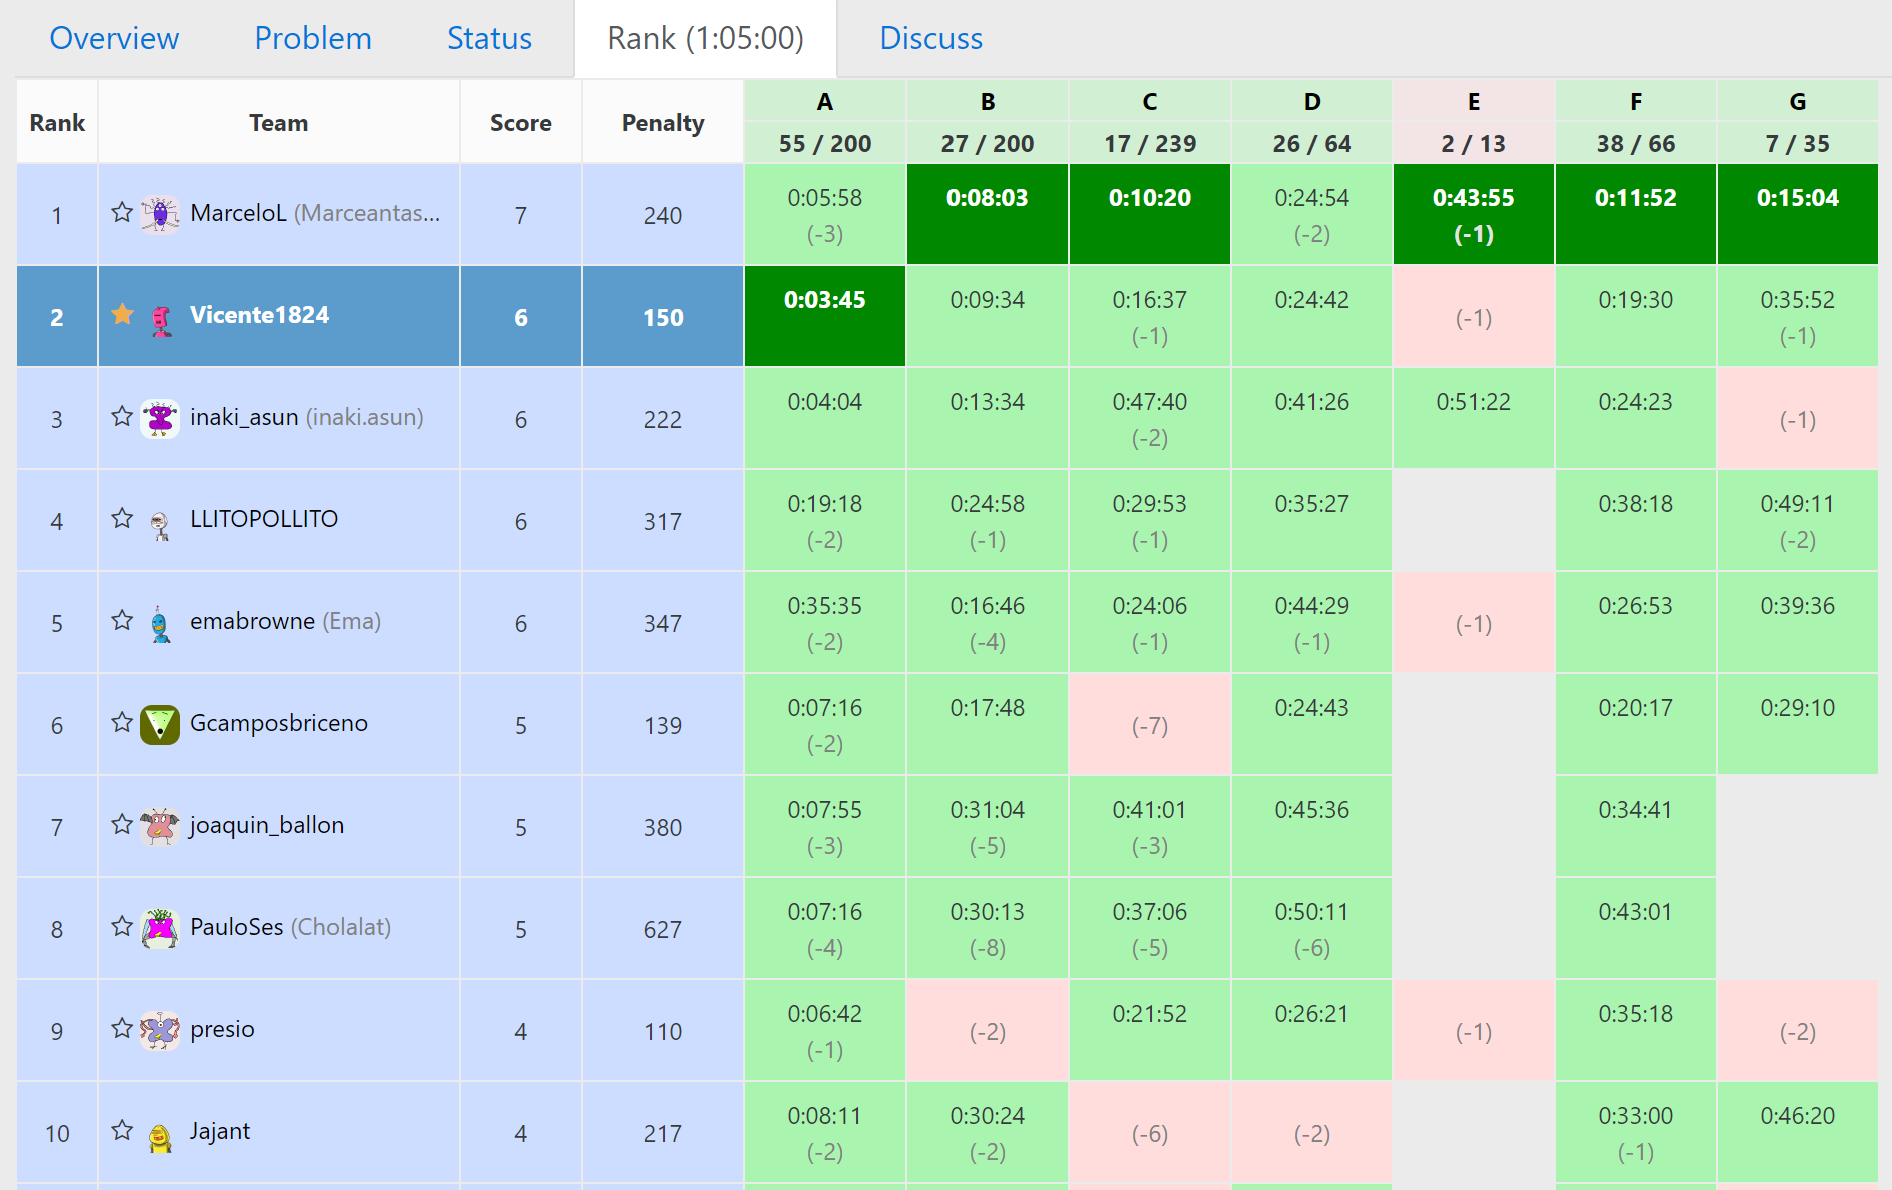 Overview Problem Status Rank (1:05:00) Discuss
Rank Team Score Penalty A B C D E F G
55 / 200 27 / 200 17 / 239 26 / 64 2 / 13 38 / 66 7 / 35
1 MarceloL (Marceantas... 7 240 0:05:58 0:08:03 0:10:20 0:24:54 0:43:55 0:11:52 0:15:04
(-3) (-2) (-1)
2 Vicente1824 6 150 0:03:45 0:09:34 0:16:37 0:24:42 (-1) 0:19:30 0:35:52
(-1) (-1)
3 inaki_asun (inaki.asun) 6 222 0:04:04 0:13:34 0:47:40 0:41:26 0:51:22 0:24:23 (-1)
(-2)
4 LLITOPOLLITO 6 317 0:19:18 0:24:58 0:29:53 0:35:27 0:38:18 0:49:11
(-2) (-1) (-1) (-2)
5 emabrowne (Ema) 6 347 0:35:35 0:16:46 0:24:06 0:44:29 (-1) 0:26:53 0:39:36
(-2) (-4) (-1) (-1)
6 Gcamposbriceno 5 139 0:07:16 0:17:48 (-7) 0:24:43 0:20:17 0:29:10
(-2)
7 joaquin_ballon 5 380 0:07:55 0:31:04 0:41:01 0:45:36 0:34:41
(-3) (-5) (-3)
8 PauloSes (Cholalat) 5 627 0:07:16 0:30:13 0:37:06 0:50:11 0:43:01
(-4) (-8) (-5) (-6)
9 presio 4 110 0:06:42 (-2) 0:21:52 0:26:21 (-1) 0:35:18 (-2)
(-1)
10 Jajant 4 217 0:08:11 0:30:24 (-6) (-2) 0:33:00 0:46:20
(-2) (-2) (-1)